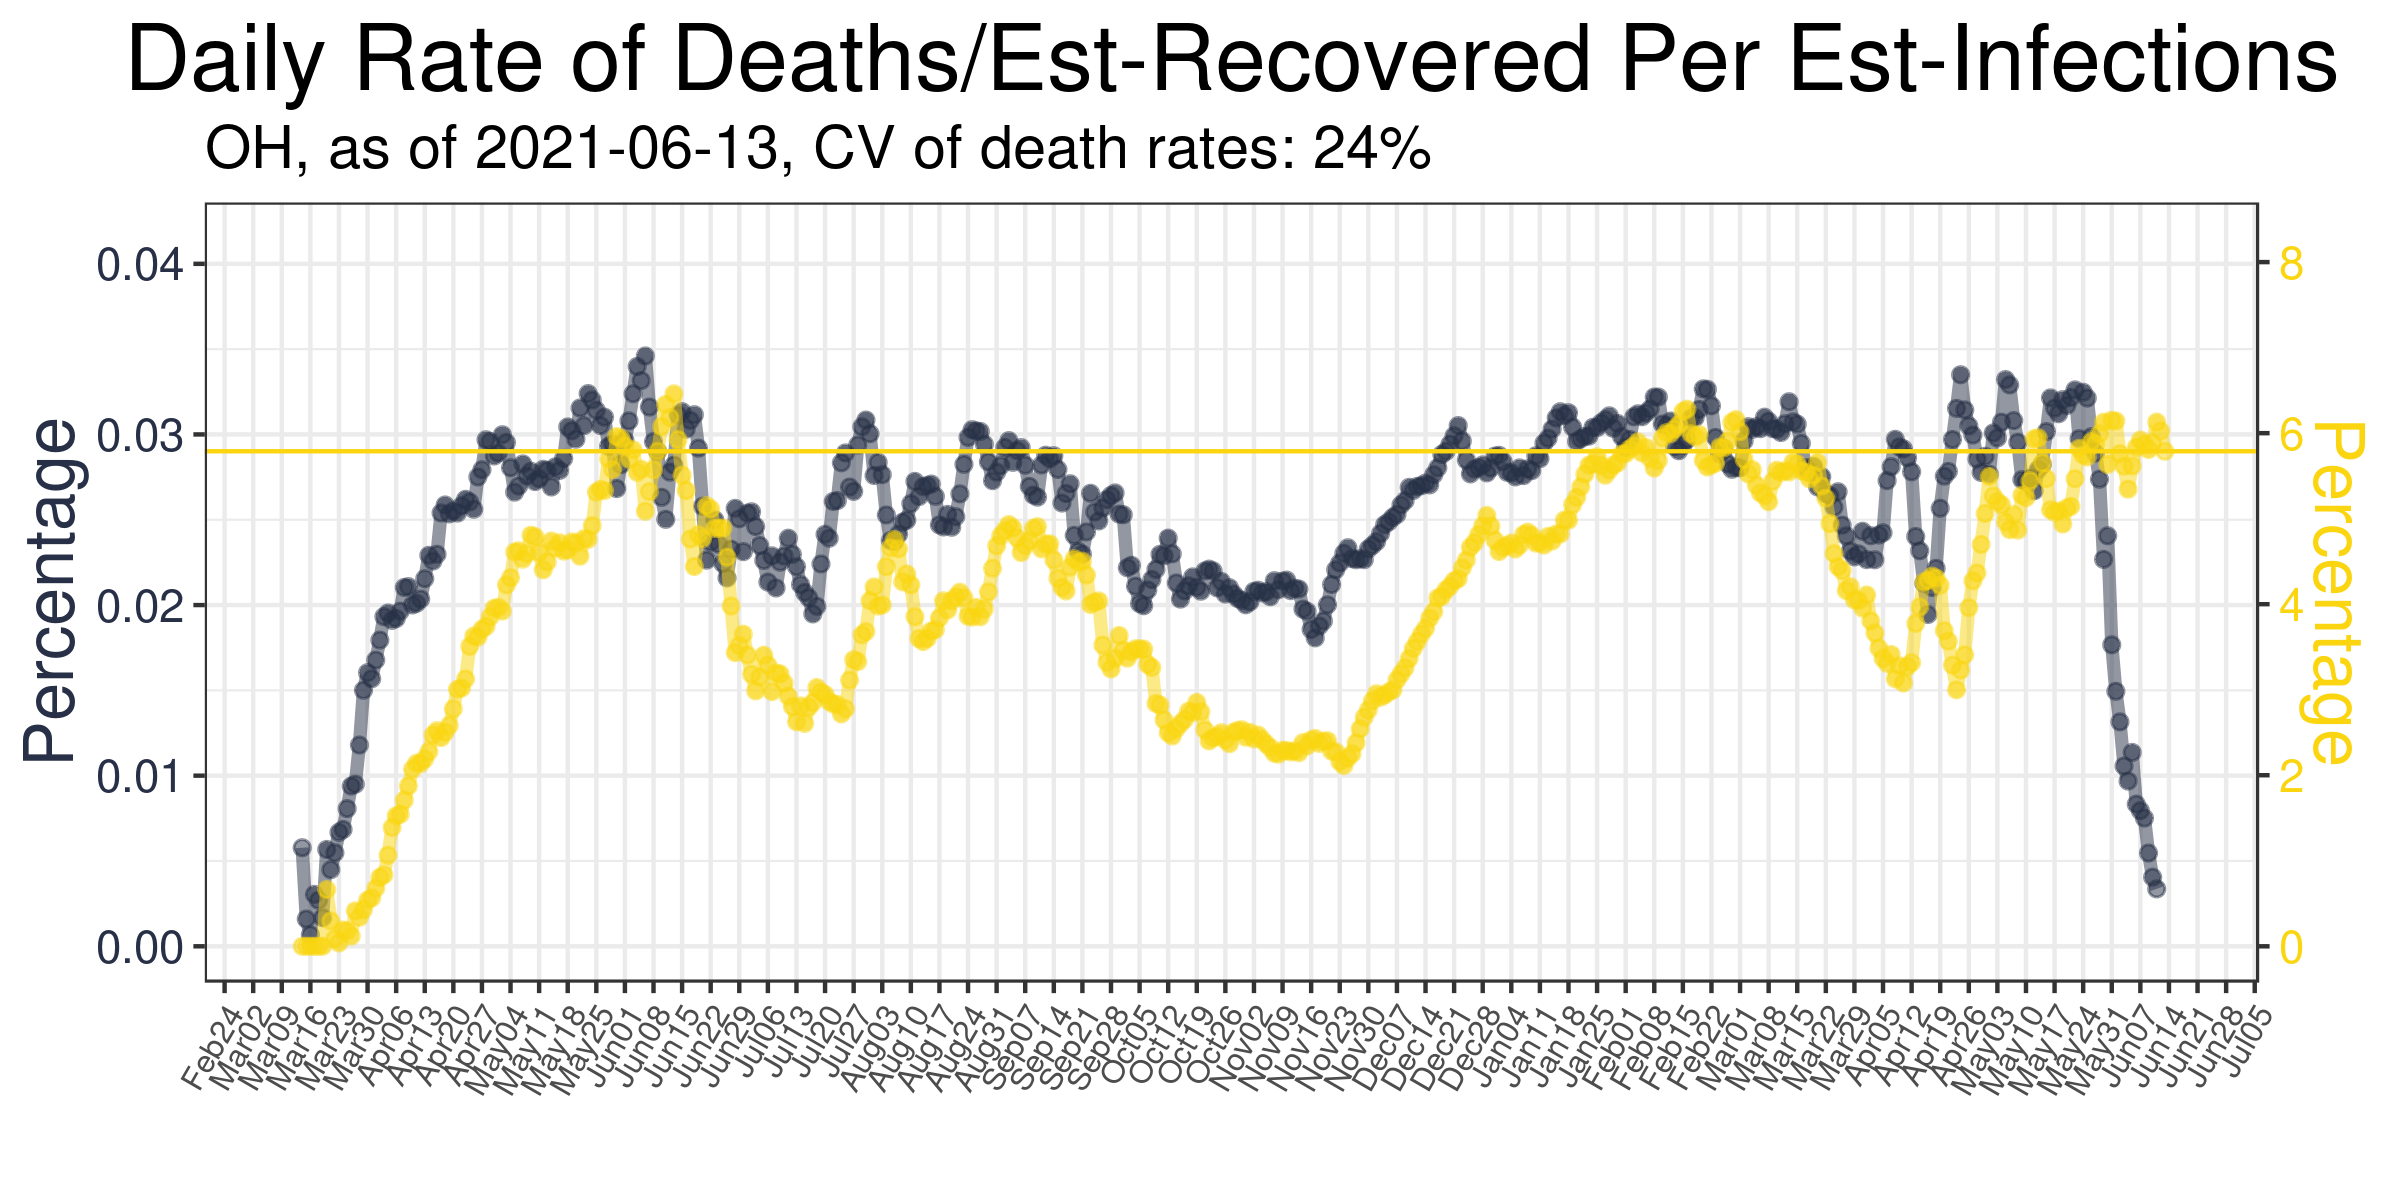 Daily Rate of Deaths/Est-Recovered Per Est-Infections
OH, as of 2021-06-13, CV of death rates: 24%
Percentage
0.04
0.03
0.02
0.01
0.00
8
6
4
2
0
Percentage
Feb24
Mar02
Mar09
Mar16
Mar23
Mar30
Apr06
Apr13
Apr20
Apr27
May04
May11
May18
May25
Jun01
Jun08
Jun15
Jun22
Jun29
Jul06
Jul13
Jul20
Jul27
Aug03
Aug10
Aug17
Aug24
Aug31
Sep07
Sep14
Sep21
Sep28
Oct05
Oct12
Oct19
Oct26
Nov02
Nov09
Nov16
Nov23
Nov30
Dec07
Dec14
Dec21
Dec28
Jan04
Jan11
Jan18
Jan25
Feb01
Feb08
Feb15
Feb22
Mar01
Mar08
Mar15
Mar22
Mar29
Apr05
Apr12
Apr19
Apr26
May03
May10
May17
May24
May31
Jun07
Jun14
Jun21
Jun28
Jul05